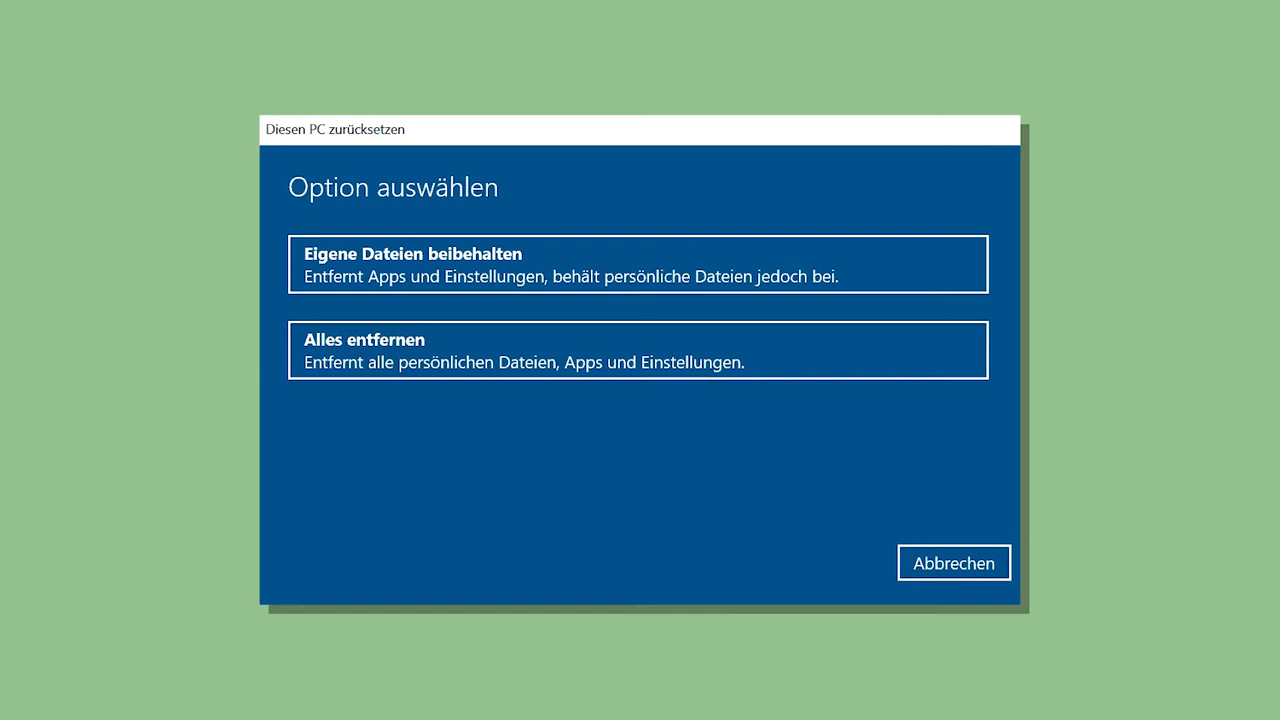 Diesen PC zurücksetzen
Option auswählen
Eigene Dateien beibehalten
Entfernt Apps und Einstellungen, behält persönliche Dateien jedoch bei.
Alles entfernen
Entfernt alle persönlichen Dateien, Apps und Einstellungen.
Abbrechen